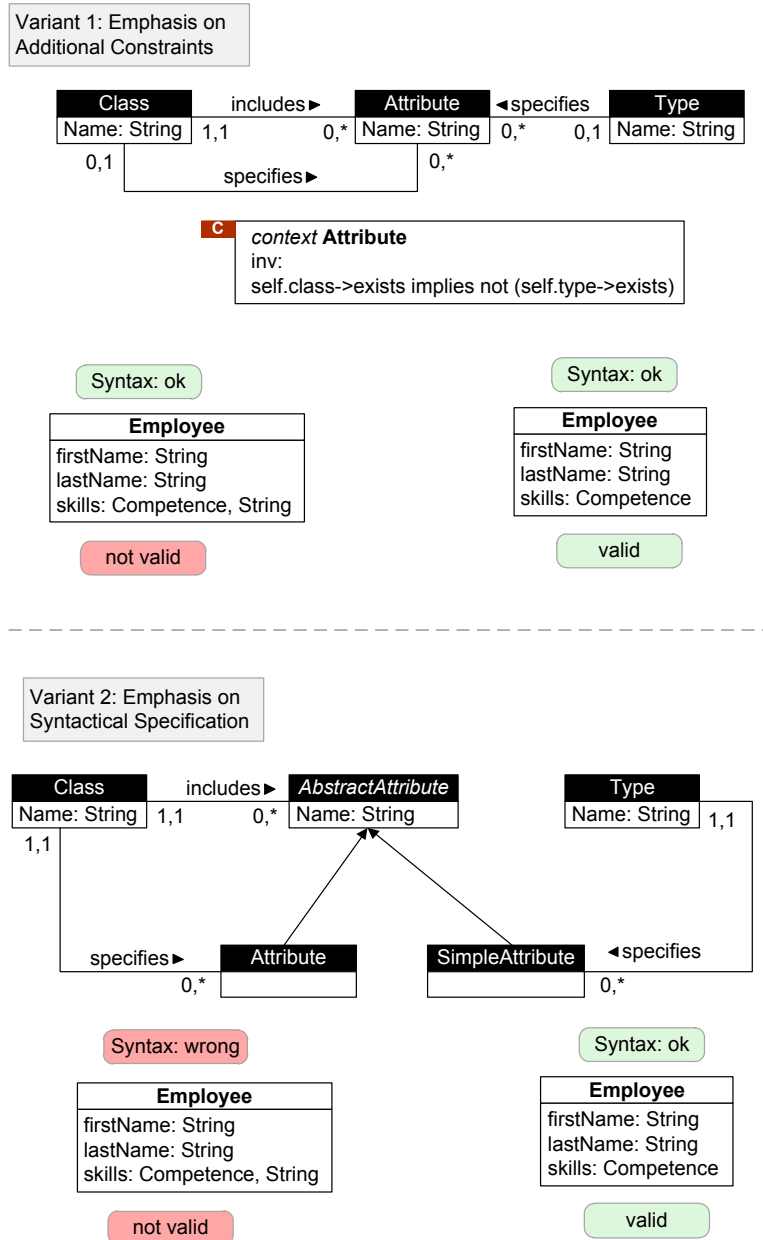 Variant 1: Emphasis on
Additional Constraints
Class
includes►
Attribute
◄specifies
Type
Name: String
1,1
0,*
Name: String
0,*
0,1
Name: String
0,1
specifies►
0,*
C
context Attribute
inv:
self.class->exists implies not (self.type->exists)
Syntax: ok
Syntax: ok
Employee
firstName: String
lastName: String
skills: Competence, String
Employee
firstName: String
lastName: String
skills: Competence
not valid
valid
Variant 2: Emphasis on
Syntactical Specification
Class
includes►
AbstractAttribute
Type
Name: String
1,1
0,*
Name: String
Name: String
1,1
1,1
specifies►
Attribute
SimpleAttribute
◄specifies
0,*
0,*
Syntax: wrong
Syntax: ok
Employee
firstName: String
lastName: String
skills: Competence, String
Employee
firstName: String
lastName: String
skills: Competence
not valid
valid